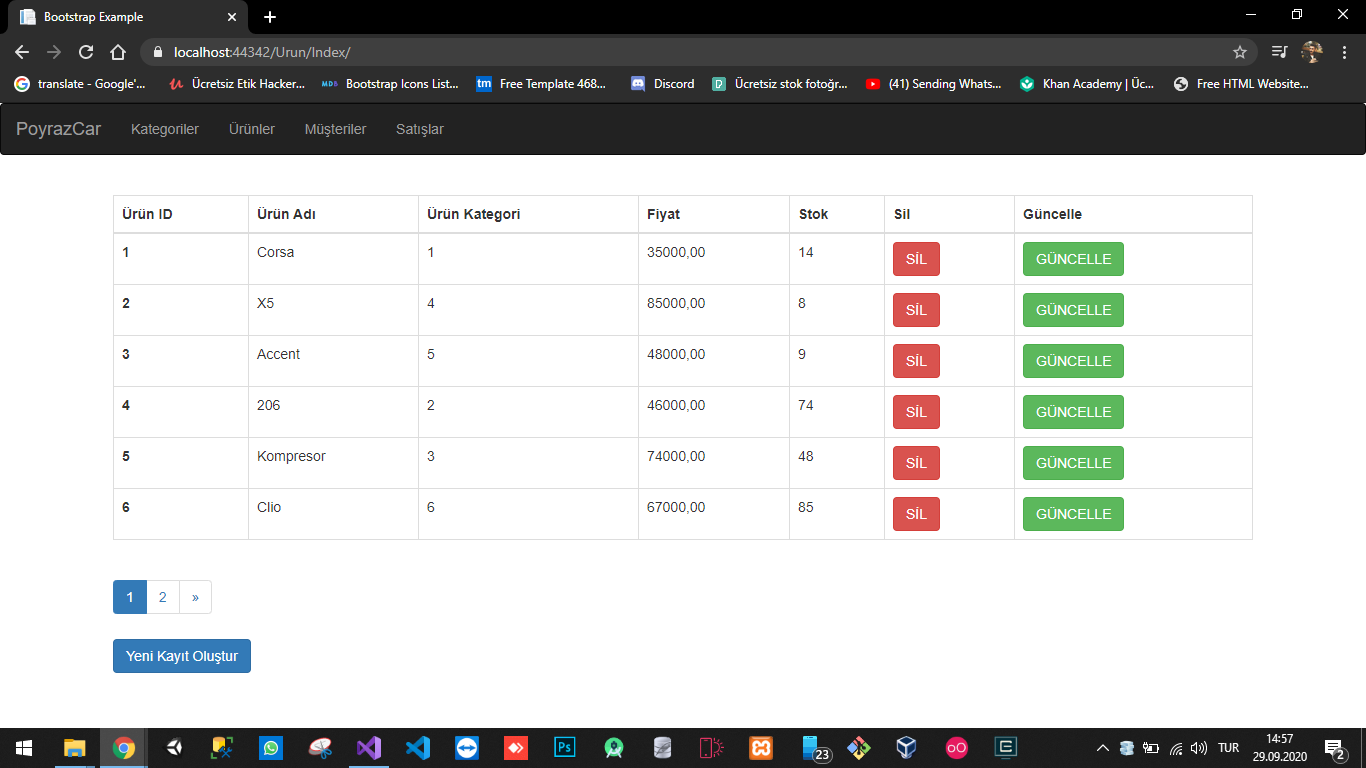 Bootstrap Example
localhost:44342/Urun/Index/
translate - Google'... Ücretsiz Etik Hacker... MDB Bootstrap Icons List... tm Free Template 468... Discord Ücretsiz stok fotoğr... (41) Sending Whats... Khan Academy | Üc... Free HTML Website...
PoyrazCar Kategoriler Ürünler Müşteriler Satışlar
Ürün ID Ürün Adı Ürün Kategori Fiyat Stok Sil Güncelle
1 Corsa 1 35000,00 14 SİL GÜNCELLE
2 X5 4 85000,00 8 SİL GÜNCELLE
3 Accent 5 48000,00 9 SİL GÜNCELLE
4 206 2 46000,00 74 SİL GÜNCELLE
5 Kompresor 3 74000,00 48 SİL GÜNCELLE
6 Clio 6 67000,00 85 SİL GÜNCELLE
1 2 »
Yeni Kayıt Oluştur
Ps 23 TUR 14:57 2
29.09.2020